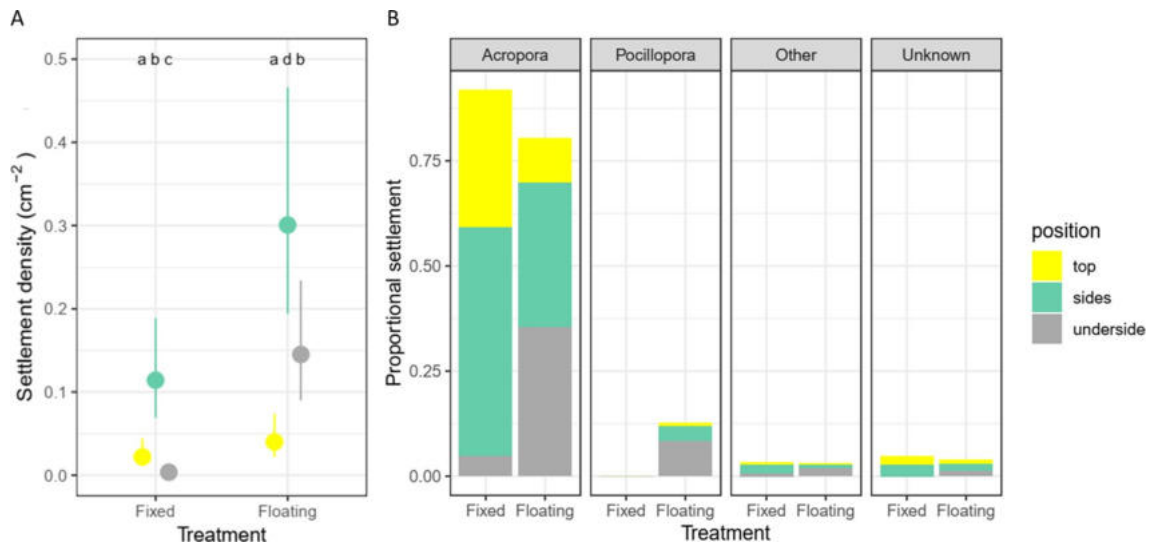 A
B
Acropora
Pocillopora
Other
Unknown
0.5
a b c
a d b
0.4
0.3
0.2
0.1
0.0
Settlement density (cm⁻²)
Fixed
Floating
Treatment
0.75
0.50
0.25
0.00
Proportional settlement
Fixed Floating
Fixed Floating
Fixed Floating
Fixed Floating
Treatment
position
top
sides
underside